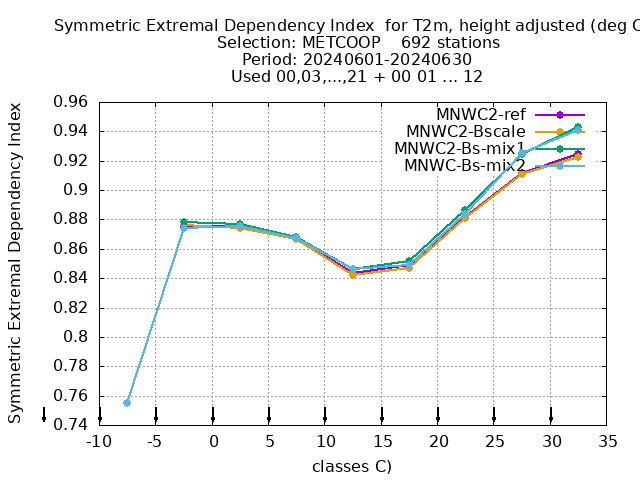 Symmetric Extremal Dependency Index  for T2m, height adjusted (deg C
Selection: METCOOP    692 stations
Period: 20240601-20240630
Used 00,03,...,21 + 00 01 ... 12
Symmetric Extremal Dependency Index
0.96
0.94
0.92
0.9
0.88
0.86
0.84
0.82
0.8
0.78
0.76
0.74
MNWC2-ref
MNWC2-Bscale
MNWC2-Bs-mix1
MNWC-Bs-mix2
-10 -5 0 5 10 15 20 25 30 35
classes C)